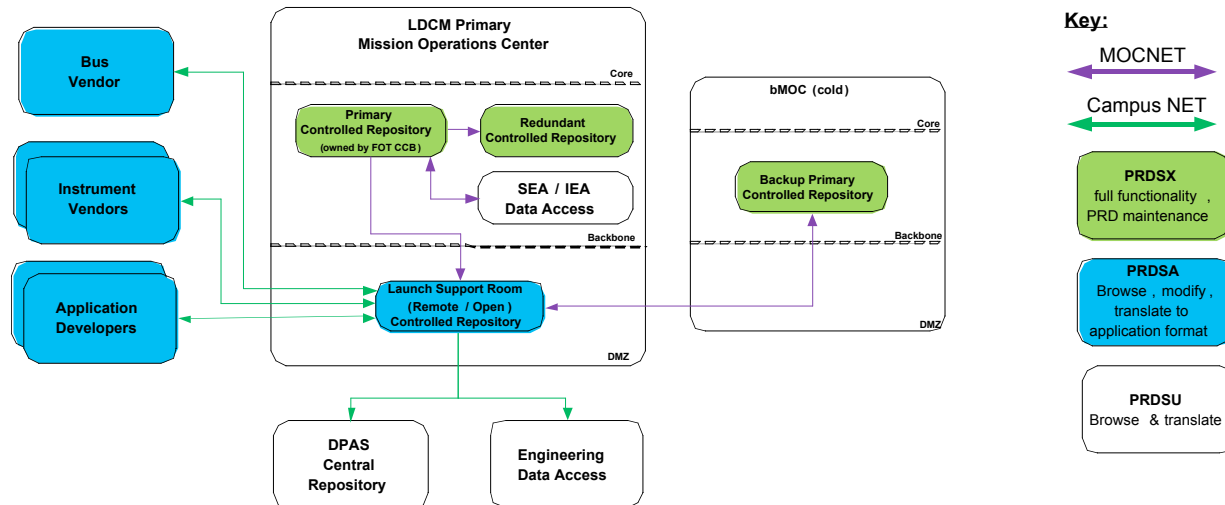 LDCM Primary
Mission Operations Center
Core
Primary
Controlled Repository
(owned by FOT CCB)
Redundant
Controlled Repository
SEA / IEA
Data Access
Backbone
Launch Support Room
(Remote / Open )
Controlled Repository
DMZ
Bus
Vendor
Instrument
Vendors
Application
Developers
DPAS
Central
Repository
Engineering
Data Access
bMOC (cold)
Core
Backup Primary
Controlled Repository
Backbone
DMZ
Key:
MOCNET
Campus NET
PRDSX
full functionality ,
PRD maintenance
PRDSA
Browse , modify ,
translate to
application format
PRDSU
Browse & translate